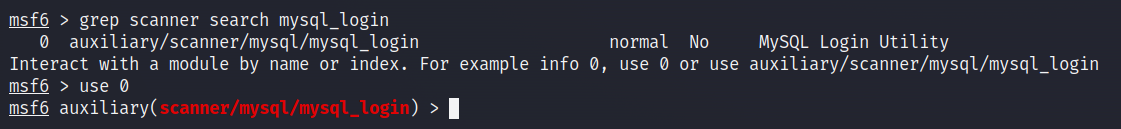 msf6 > grep scanner search mysql_login
0 auxiliary/scanner/mysql/mysql_login normal No MySQL Login Utility
Interact with a module by name or index. For example info 0, use 0 or use auxiliary/scanner/mysql/mysql_login
msf6 > use 0
msf6 auxiliary(scanner/mysql/mysql_login) >